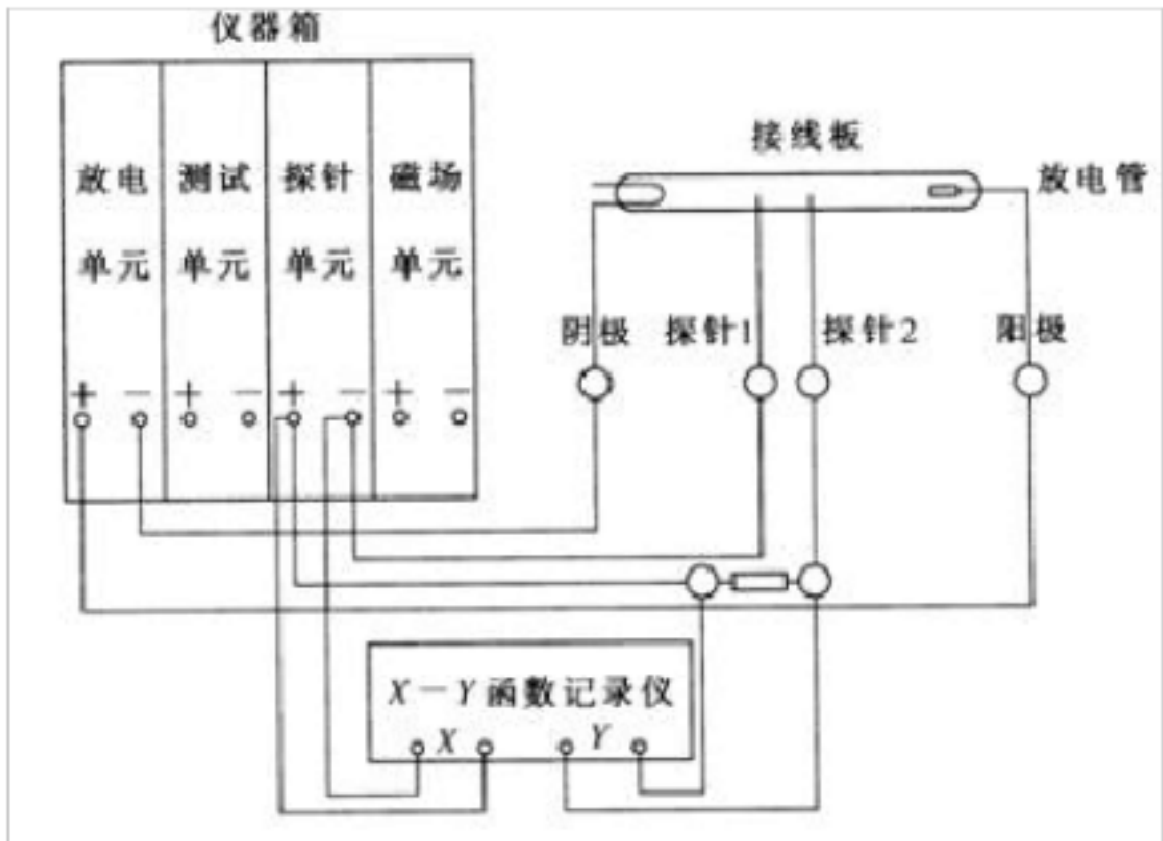 仪器箱
接线板
放电 测试 探针 磁场
放电管
单元 单元 单元 单元
阴极 探针1 探针2 阳极
+ − + − + − + −
X－Y函数记录仪
X Y